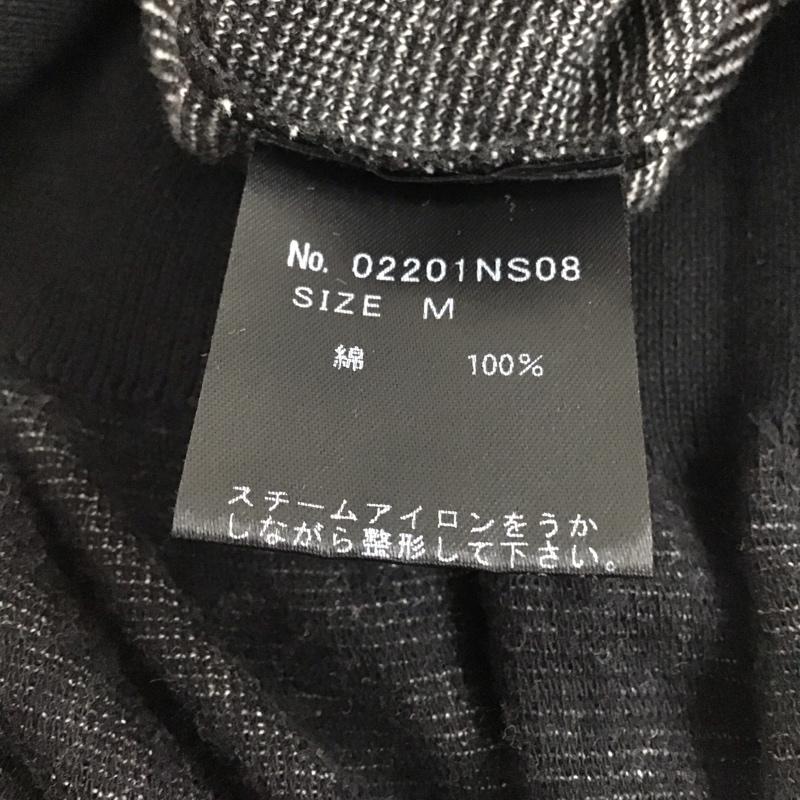 No. 02201NS08
SIZE M
綿 100%
スチームアイロンをうか
しながら整形して下さい。